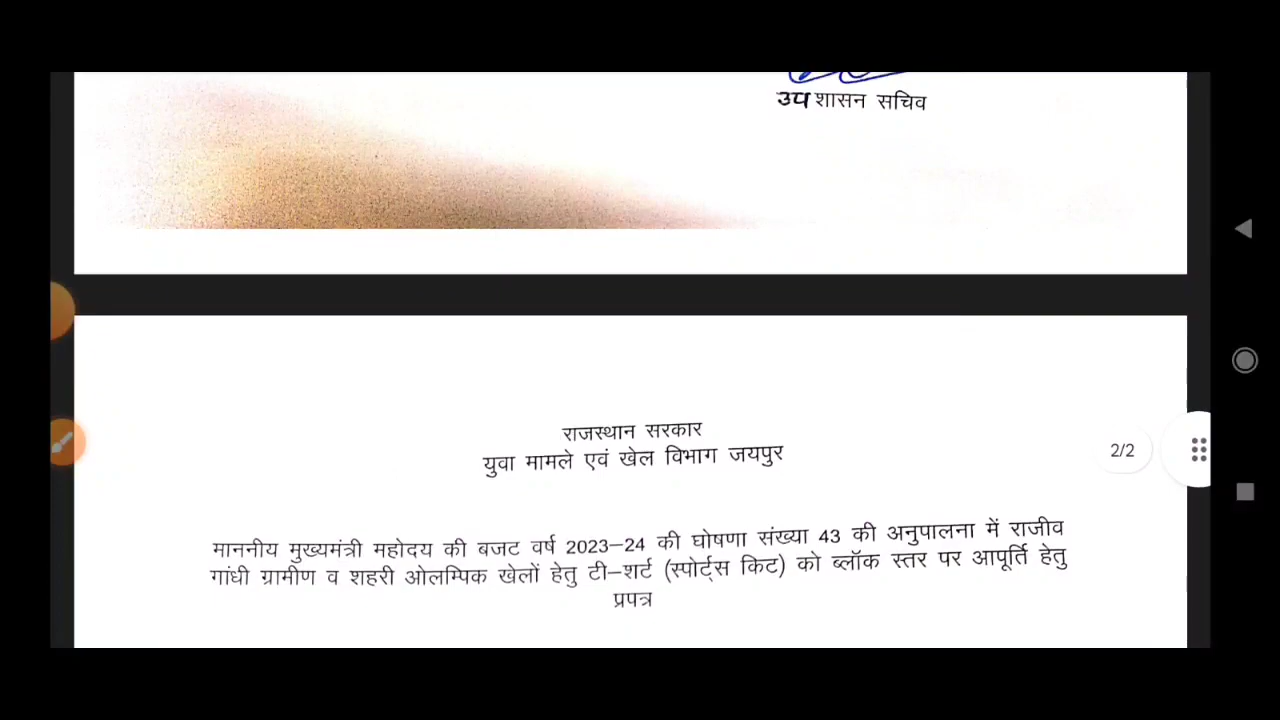 उप शासन सचिव
राजस्थान सरकार
युवा मामले एवं खेल विभाग जयपुर
2/2
माननीय मुख्यमंत्री महोदय की बजट वर्ष 2023–24 की घोषणा संख्या 43 की अनुपालना में राजीव
गांधी ग्रामीण व शहरी ओलम्पिक खेलों हेतु टी–शर्ट (स्पोर्ट्स किट) को ब्लॉक स्तर पर आपूर्ति हेतु
प्रपत्र